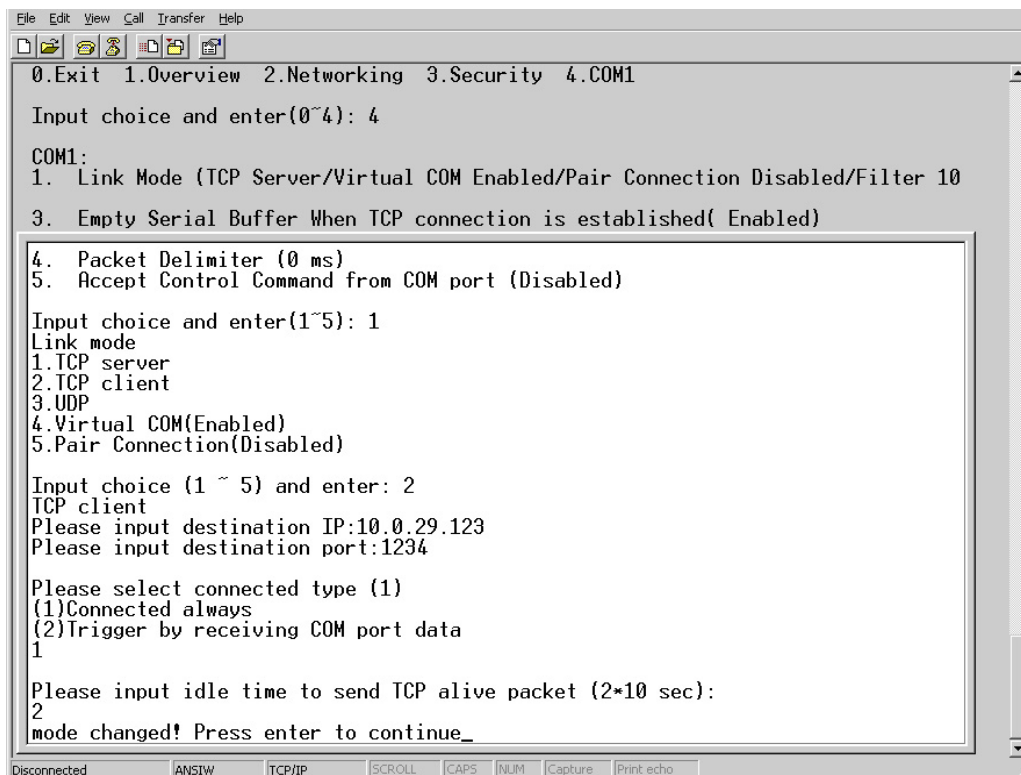 File Edit View Call Transfer Help
0.Exit 1.Overview 2.Networking 3.Security 4.COM1
Input choice and enter(0~4): 4
COM1:
1. Link Mode (TCP Server/Virtual COM Enabled/Pair Connection Disabled/Filter 10
3. Empty Serial Buffer When TCP connection is established( Enabled)
4. Packet Delimiter (0 ms)
5. Accept Control Command from COM port (Disabled)
Input choice and enter(1~5): 1
Link mode
1.TCP server
2.TCP client
3.UDP
4.Virtual COM(Enabled)
5.Pair Connection(Disabled)
Input choice (1 ~ 5) and enter: 2
TCP client
Please input destination IP:10.0.29.123
Please input destination port:1234
Please select connected type (1)
(1)Connected always
(2)Trigger by receiving COM port data
1
Please input idle time to send TCP alive packet (2*10 sec):
2
mode changed! Press enter to continue_
Disconnected ANSIW TCP/IP SCROLL CAPS NUM Capture Print echo